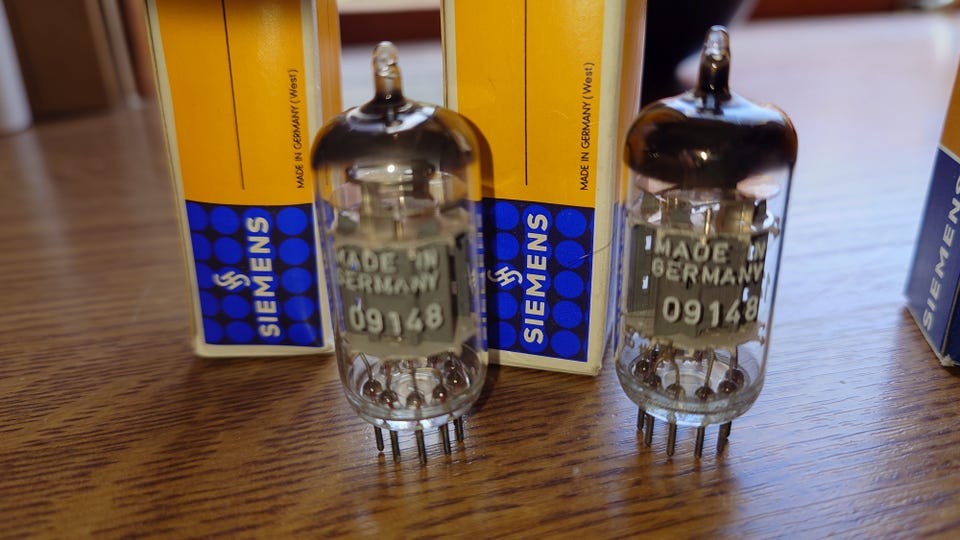 MADE IN GERMANY (West)
SIEMENS
MADE IN
GERMANY
09148
MADE IN GERMANY (West)
SIEMENS
MADE IN
GERMANY
09148
SIEMENS